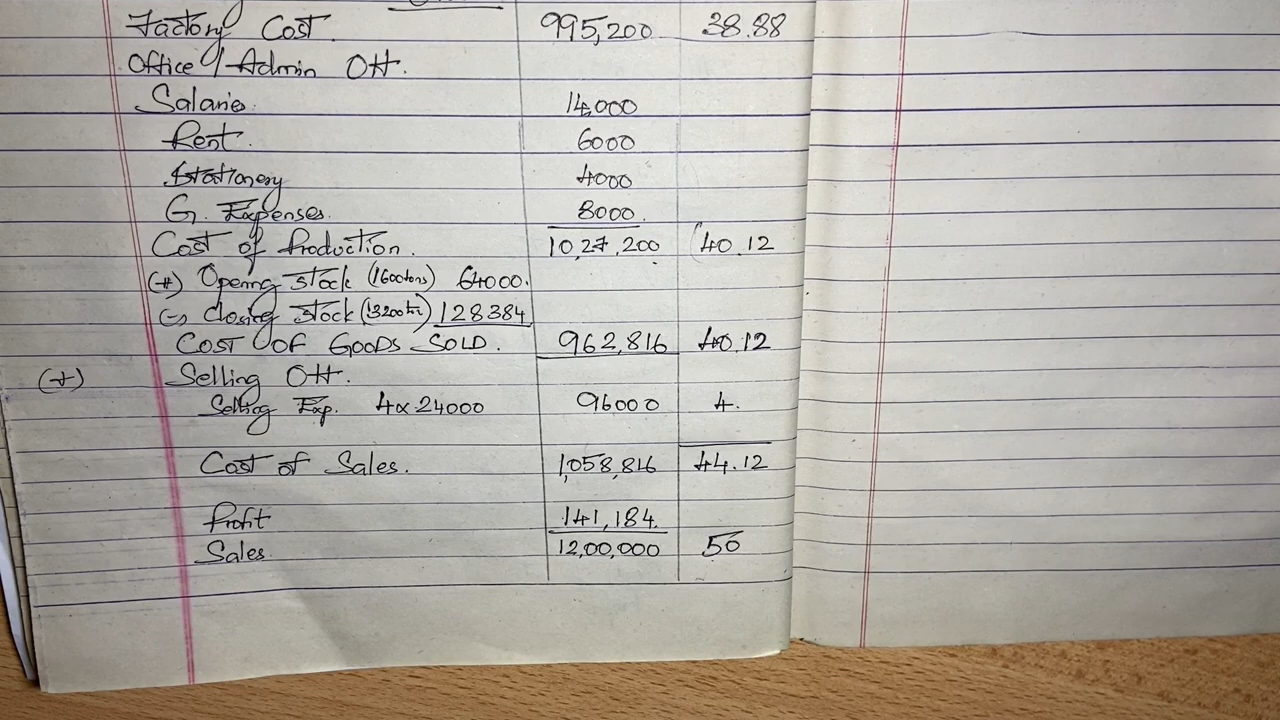 Factory Cost. 995,200 38.88
Office / Admin OH.
Salaries. 14,000
Rent. 6000
Stationery 4000
G. Expenses. 8000.
Cost of Production. 10,27,200 (40.12
(+) Opening stock (1600tons) 64000.
(-) closing stock (3200tn) 128384
COST OF GOODS SOLD. 962,816 40.12
(+) Selling OH.
Selling Exp. 4x24000 96000 4.
Cost of Sales. 1,058,816 44.12
Profit 141,184.
Sales. 12,00,000 50